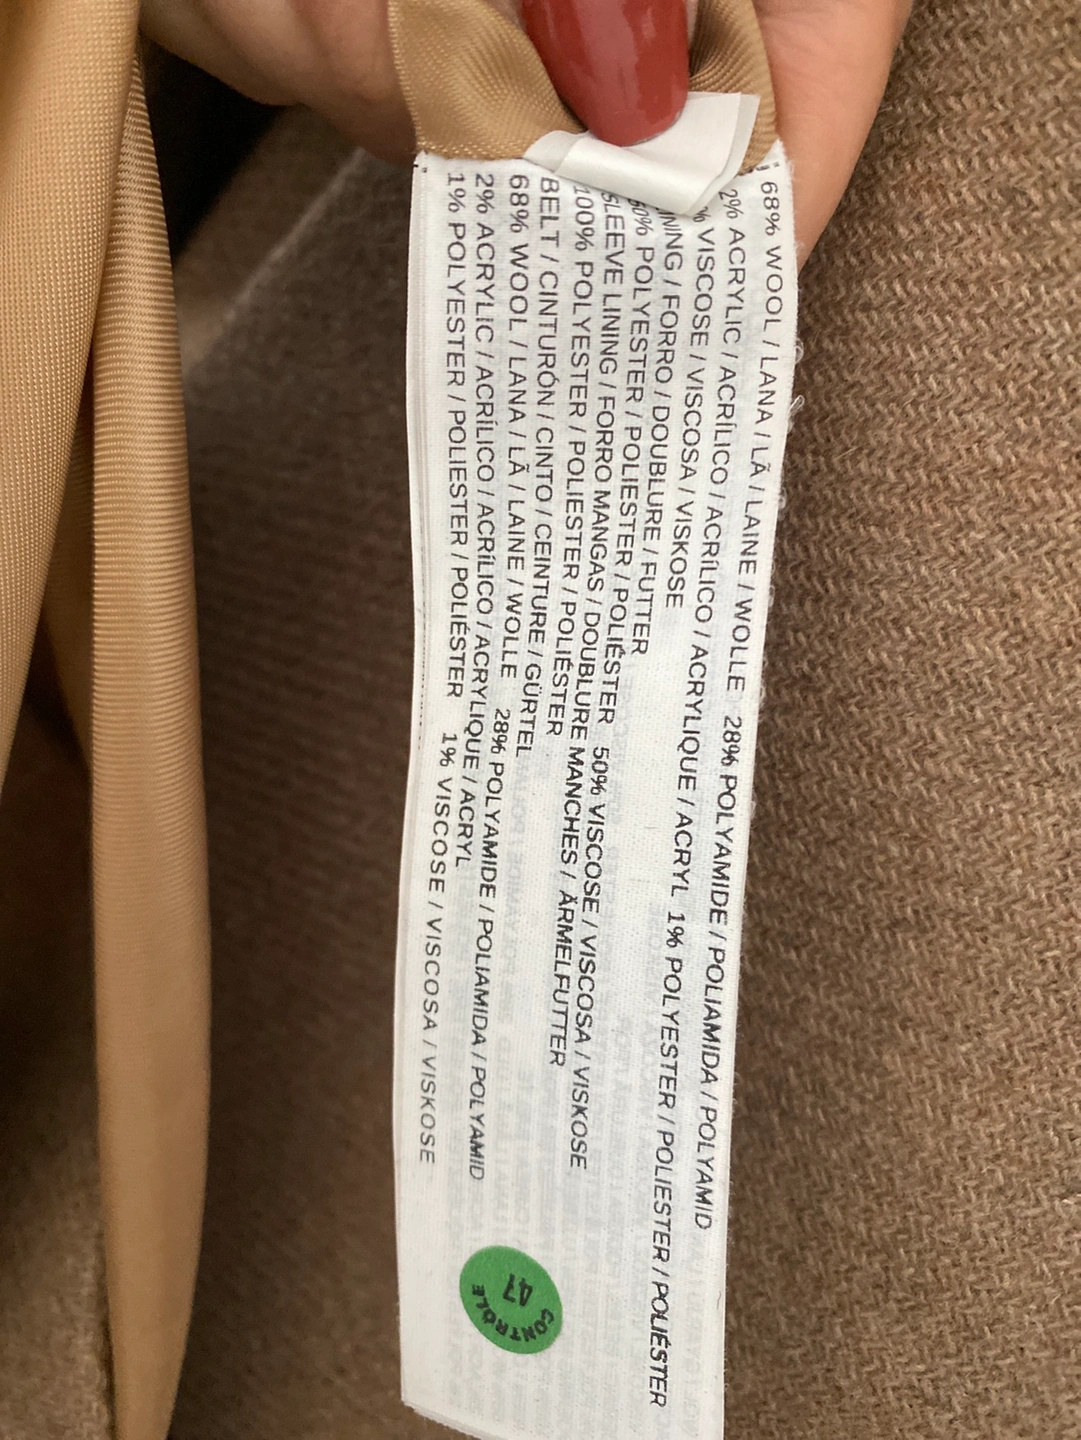 68% WOOL / LANA / LÃ / LAINE / WOLLE 28% POLYAMIDE / POLIAMIDA / POLYAMID
2% ACRYLIC / ACRÍLICO / ACRÍLICO / ACRYLIQUE / ACRYL 1% POLYESTER / POLIESTER / POLIÉSTER
% VISCOSE / VISCOSA / VISKOSE
/ FORRO / DOUBLURE / FUTTER
POLYESTER / POLIESTER / POLIÉSTER 50% VISCOSE / VISCOSA / VISKOSE
SLEEVE LINING / FORRO MANGAS / DOUBLURE MANCHES / ÄRMELFUTTER
100% POLYESTER / POLIESTER / POLIÉSTER
BELT / CINTURÓN / CINTO / CEINTURE / GÜRTEL
68% WOOL / LANA / LÃ / LAINE / WOLLE 28% POLYAMIDE / POLIAMIDA / POLYAMID
2% ACRYLIC / ACRÍLICO / ACRÍLICO / ACRYLIQUE / ACRYL
1% POLYESTER / POLIESTER / POLIÉSTER 1% VISCOSE / VISCOSA / VISKOSE
47
CONTROLE